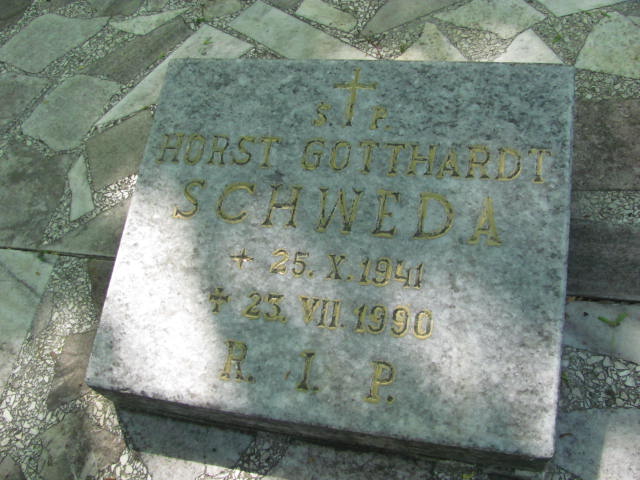 Ś. P.
HORST GOTTHARDT
SCHWEDA
+ 25. X. 1941
+ 23. VII. 1990
R. I. P.